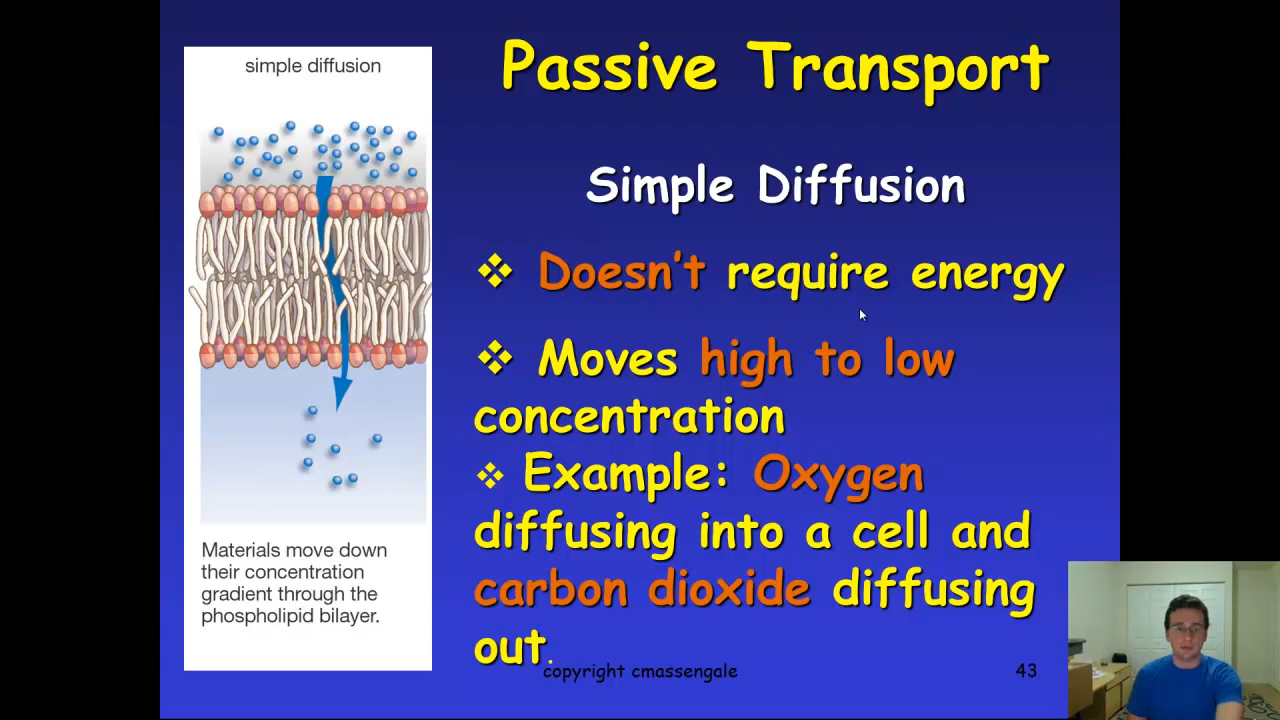 simple diffusion
Materials move down
their concentration
gradient through the
phospholipid bilayer.
Passive Transport
Simple Diffusion
❖ Doesn't require energy
❖ Moves high to low
concentration
❖ Example: Oxygen
diffusing into a cell and
carbon dioxide diffusing
out.
copyright cmassengale
43